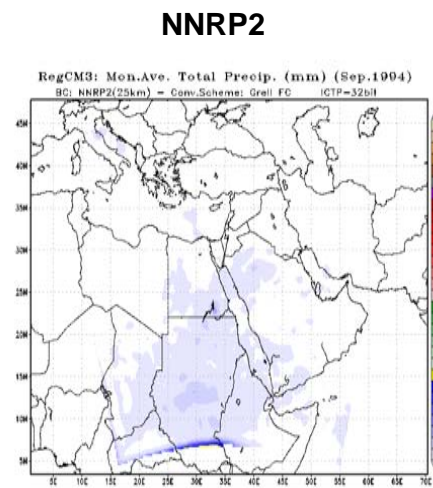 NNRP2
RegCM3: Mon.Ave. Total Precip. (mm) (Sep.1994)
BC: NNRP2(25km) - Conv.Scheme: Grell FC ICTP-32bit
45N
40N
35N
30N
25N
20N
15N
10N
5N
5E 10E 15E 20E 25E 30E 35E 40E 45E 50E 55E 60E 65E 70E